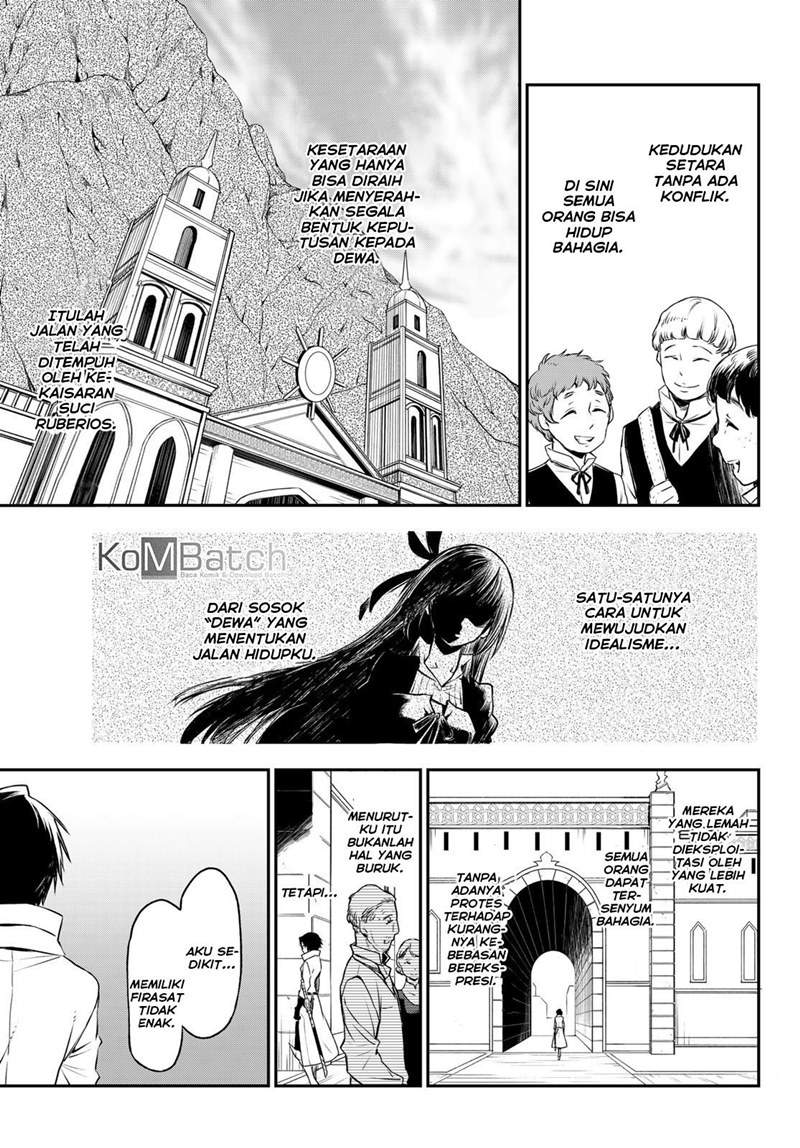 KEDUDUKAN
SETARA
TANPA ADA
KONFLIK.
DI SINI
SEMUA
ORANG BISA
HIDUP
BAHAGIA.
KESETARAAN
YANG HANYA
BISA DIRAIH
JIKA MENYERAH-
KAN SEGALA
BENTUK KEPU-
TUSAN KEPADA
DEWA.
ITULAH
JALAN YANG
TELAH
DITEMPUH
OLEH KE-
KAISARAN
SUCI
RUBERIOS.
KoMBatch
Baca Komik & Download Batch
SATU-SATUNYA
CARA UNTUK
MEWUJUDKAN
IDEALISME...
DARI SOSOK
"DEWA" YANG
MENENTUKAN
JALAN HIDUPKU.
MEREKA
YANG LEMAH
TIDAK
DIEKSPLOI-
TASI OLEH
YANG LEBIH
KUAT.
SEMUA
ORANG
DAPAT
TER-
SENYUM
BAHAGIA.
TANPA
ADANYA
PROTES
TERHADAP
KURANG-
NYA KE-
BEBASAN
BEREKS-
PRESI.
MENURUT-
KU ITU
BUKANLAH
HAL YANG
BURUK.
TETAPI...
AKU SE-
DIKIT...
MEMILIKI
FIRASAT
TIDAK
ENAK.